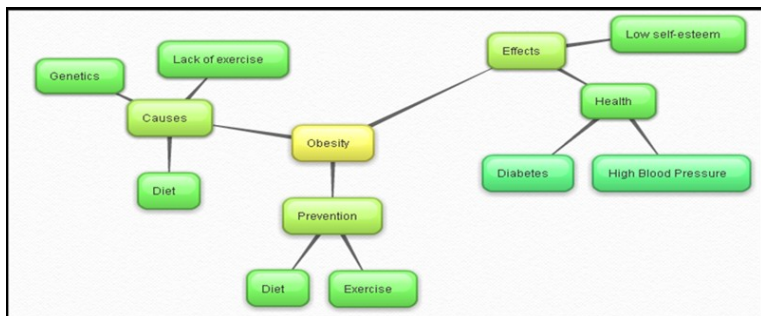 Low self-esteem
Effects
Lack of exercise
Genetics
Health
Causes
Obesity
Diabetes
High Blood Pressure
Diet
Prevention
Diet
Exercise